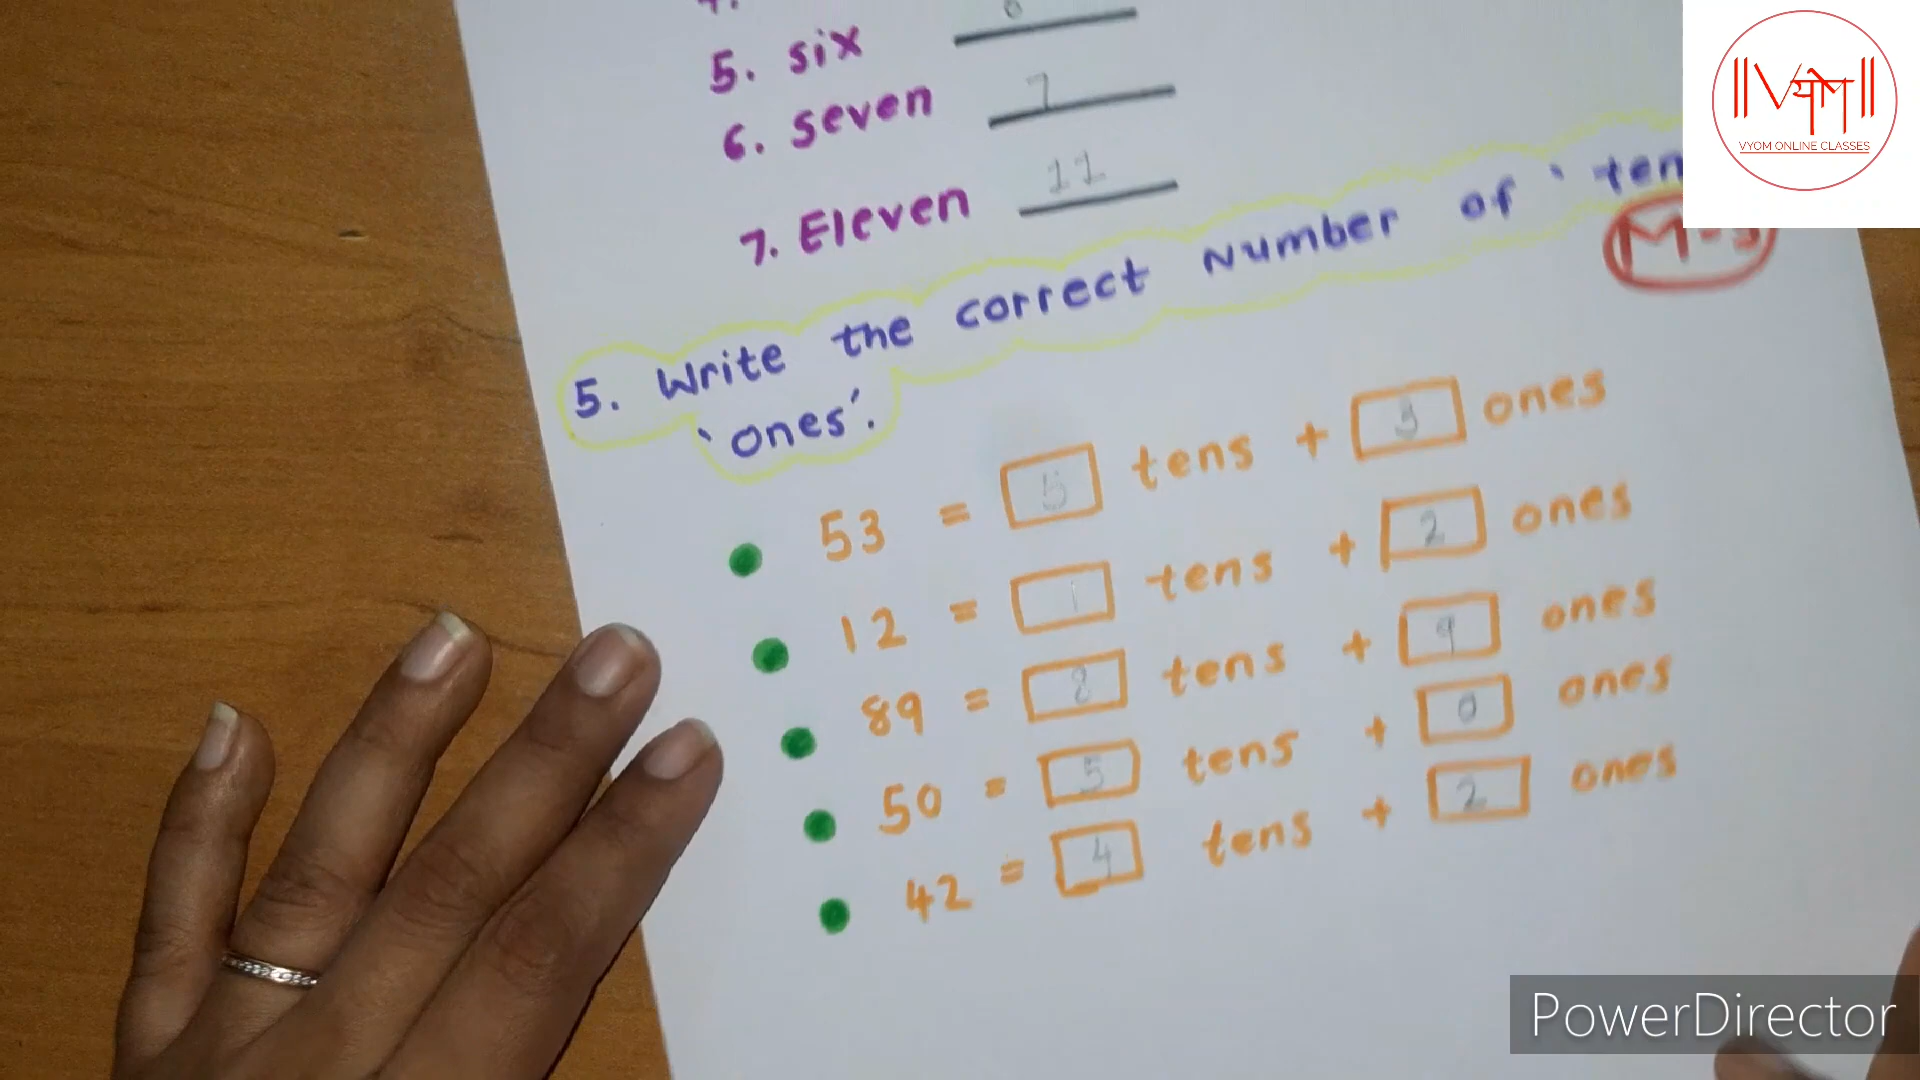 5. six
6. seven 7
7. Eleven 11
5. Write the correct Number of ' ten
'ones'.
53 = 5 tens + 3 ones
12 = 1 tens + 2 ones
89 = 8 tens + 9 ones
50 = 5 tens + 0 ones
42 = 4 tens + 2 ones
||Vयोम||
VYOM ONLINE CLASSES
PowerDirector